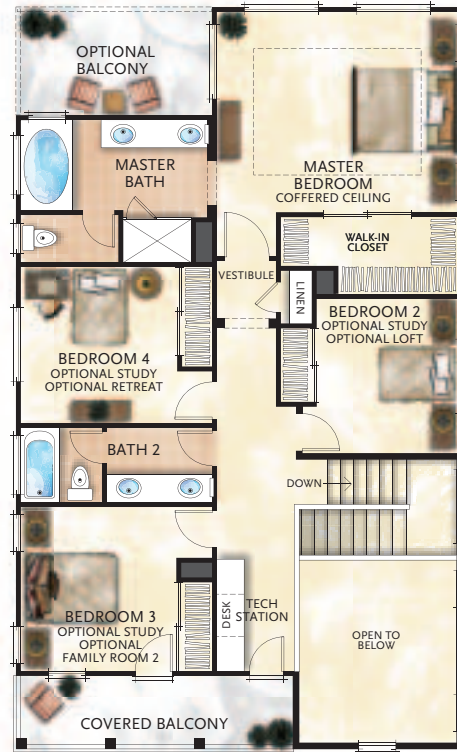 OPTIONAL
BALCONY
MASTER
BATH
MASTER
BEDROOM
COFFERED CEILING
WALK-IN
CLOSET
VESTIBULE
LINEN
BEDROOM 2
OPTIONAL STUDY
OPTIONAL LOFT
BEDROOM 4
OPTIONAL STUDY
OPTIONAL RETREAT
BATH 2
DOWN
BEDROOM 3
OPTIONAL STUDY
OPTIONAL
FAMILY ROOM 2
DESK
TECH
STATION
OPEN TO
BELOW
COVERED BALCONY